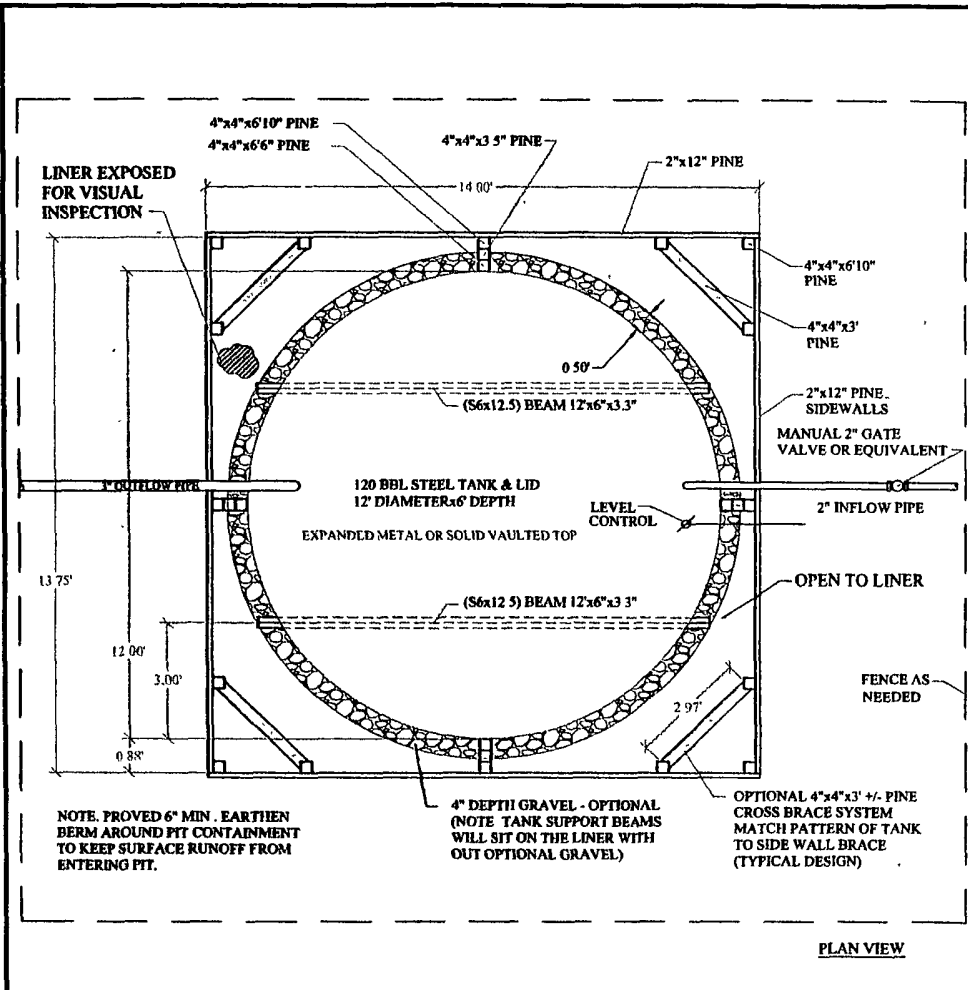 4"x4"x6'10" PINE
4"x4"x6'6" PINE
4"x4"x3 5" PINE
2"x12" PINE
LINER EXPOSED
FOR VISUAL
INSPECTION
14 00'
4"x4"x6'10"
PINE
4"x4"x3'
PINE
0 50'
(S6x12.5) BEAM 12'x6"x3.3"
2"x12" PINE
SIDEWALLS
MANUAL 2" GATE
VALVE OR EQUIVALENT
OUTFLOW PIPE
120 BBL STEEL TANK & LID
12' DIAMETERx6' DEPTH
LEVEL
CONTROL
2" INFLOW PIPE
EXPANDED METAL OR SOLID VAULTED TOP
13 75'
OPEN TO LINER
(S6x12 5) BEAM 12'x6"x3 3"
12 00'
3.00'
2 97'
FENCE AS
NEEDED
0.88'
NOTE. PROVED 6" MIN . EARTHEN
BERM AROUND PIT CONTAINMENT
TO KEEP SURFACE RUNOFF FROM
ENTERING PIT.
4" DEPTH GRAVEL - OPTIONAL
(NOTE TANK SUPPORT BEAMS
WILL SIT ON THE LINER WITH
OUT OPTIONAL GRAVEL)
OPTIONAL 4"x4"x3' +/- PINE
CROSS BRACE SYSTEM
MATCH PATTERN OF TANK
TO SIDE WALL BRACE
(TYPICAL DESIGN)
PLAN VIEW